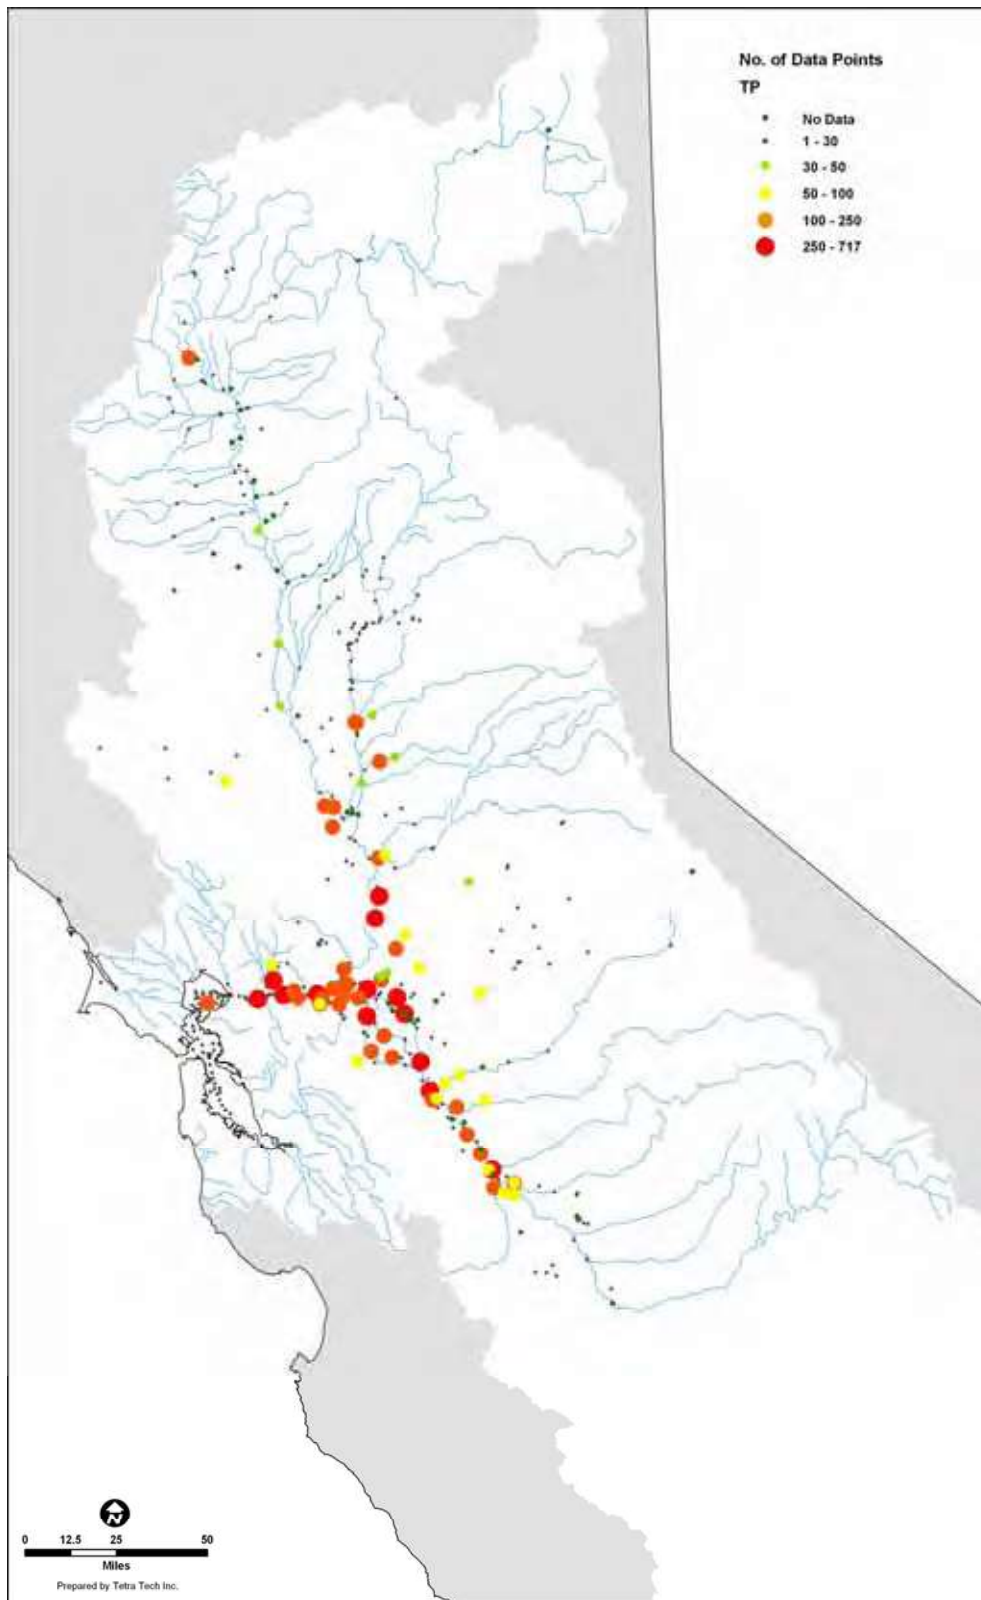 No. of Data Points
TP
No Data
1 - 30
30 - 50
50 - 100
100 - 250
250 - 717
N
0 12.5 25 50
Miles
Prepared by Tetra Tech Inc.